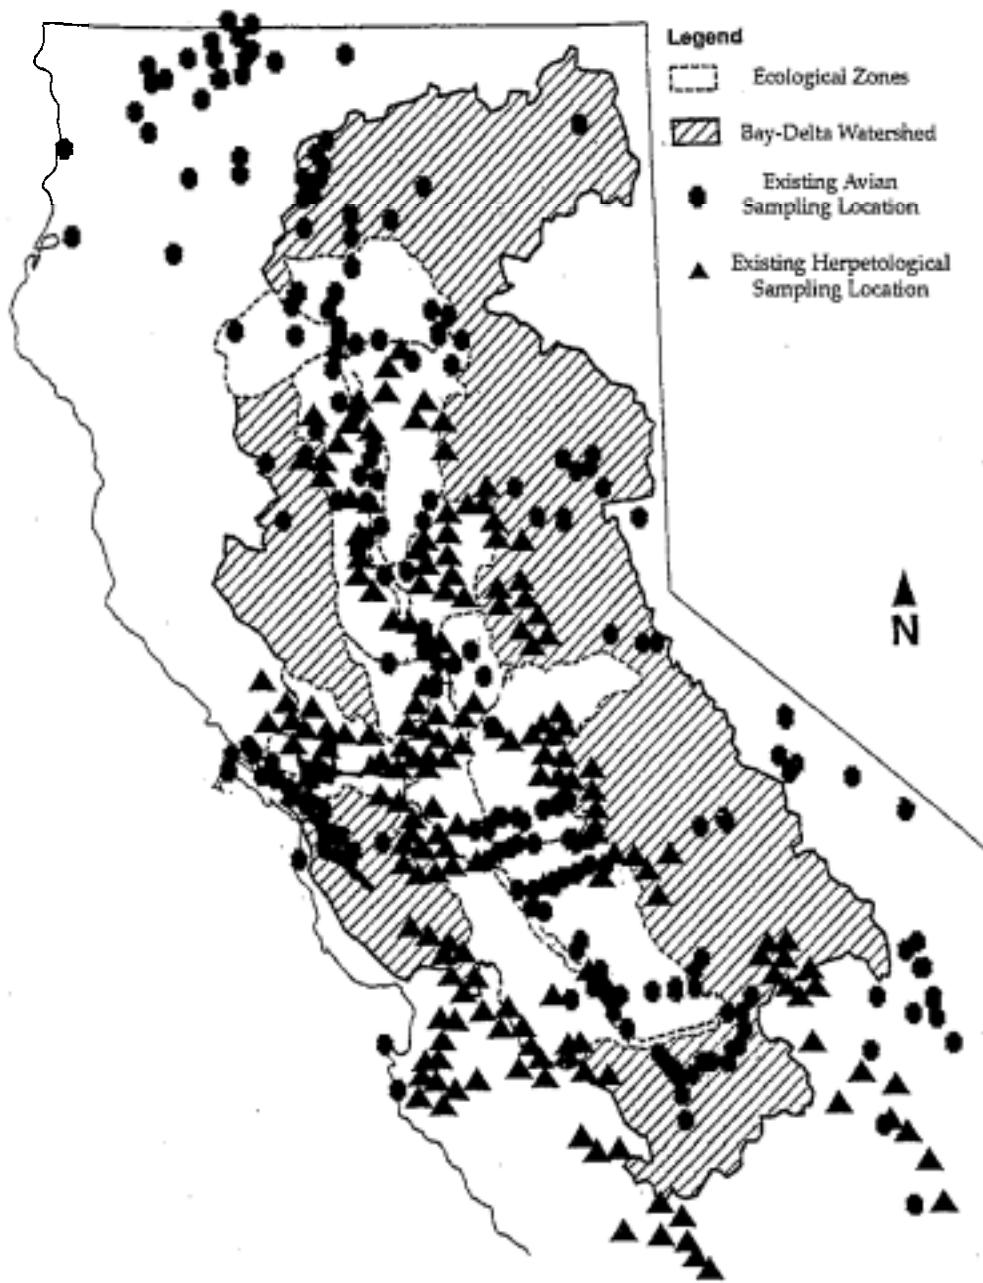 Legend
Ecological Zones
Bay-Delta Watershed
Existing Avian
Sampling Location
Existing Herpetological
Sampling Location
N